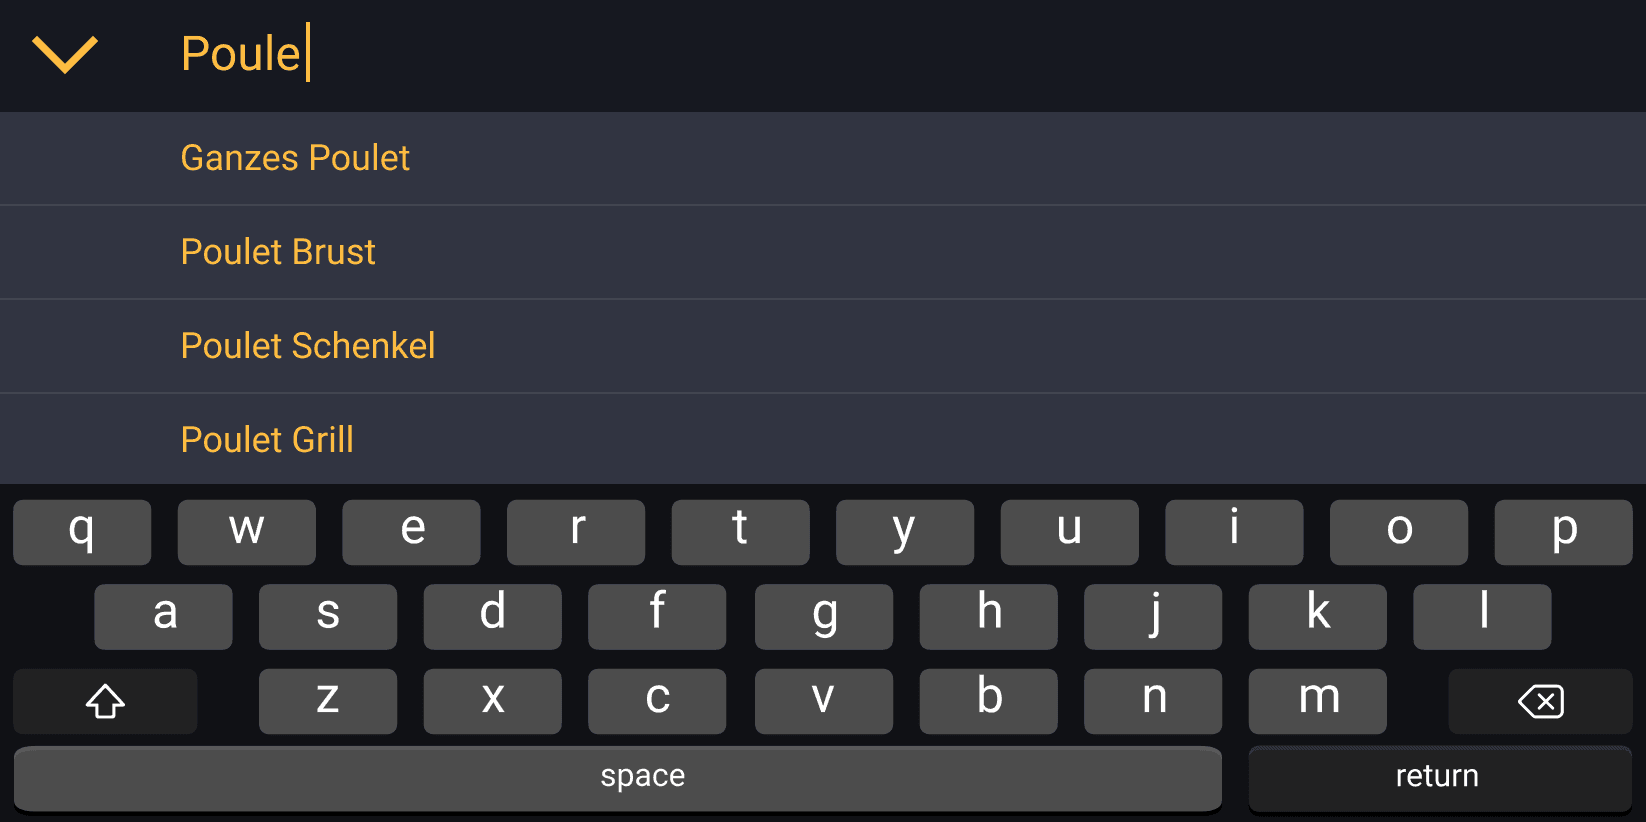 Poule
Ganzes Poulet
Poulet Brust
Poulet Schenkel
Poulet Grill
q w e r t y u i o p
a s d f g h j k l
z x c v b n m
space return